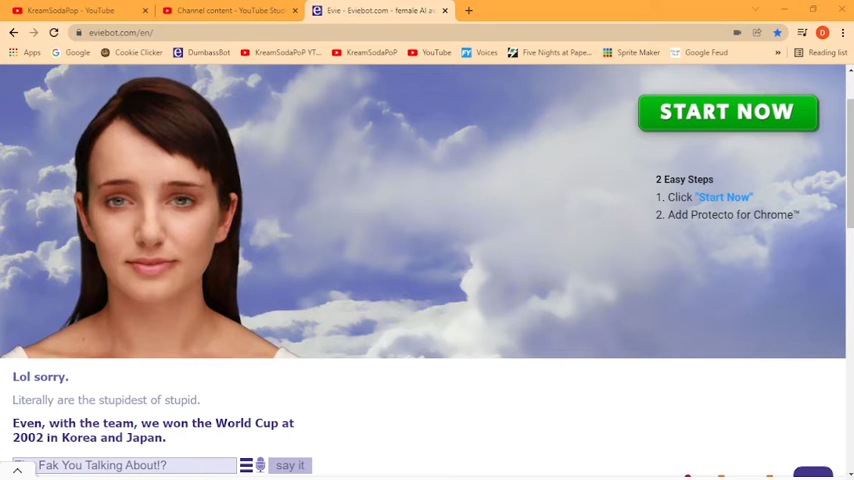 KreamSodaPop - YouTube
Channel content - YouTube Stud
Evie - Eviebot.com - female AI av
eviebot.com/en/
Apps
Google
Cookie Clicker
DumbassBot
KreamSodaPoP YT...
KreamSodaPoP
YouTube
FY Voices
Five Nights at Pape...
Sprite Maker
Google Feud
»
Reading list
START NOW
2 Easy Steps
1. Click "Start Now"
2. Add Protecto for Chrome™
Lol sorry.
Literally are the stupidest of stupid.
Even, with the team, we won the World Cup at
2002 in Korea and Japan.
Fak You Talking About!?
say it